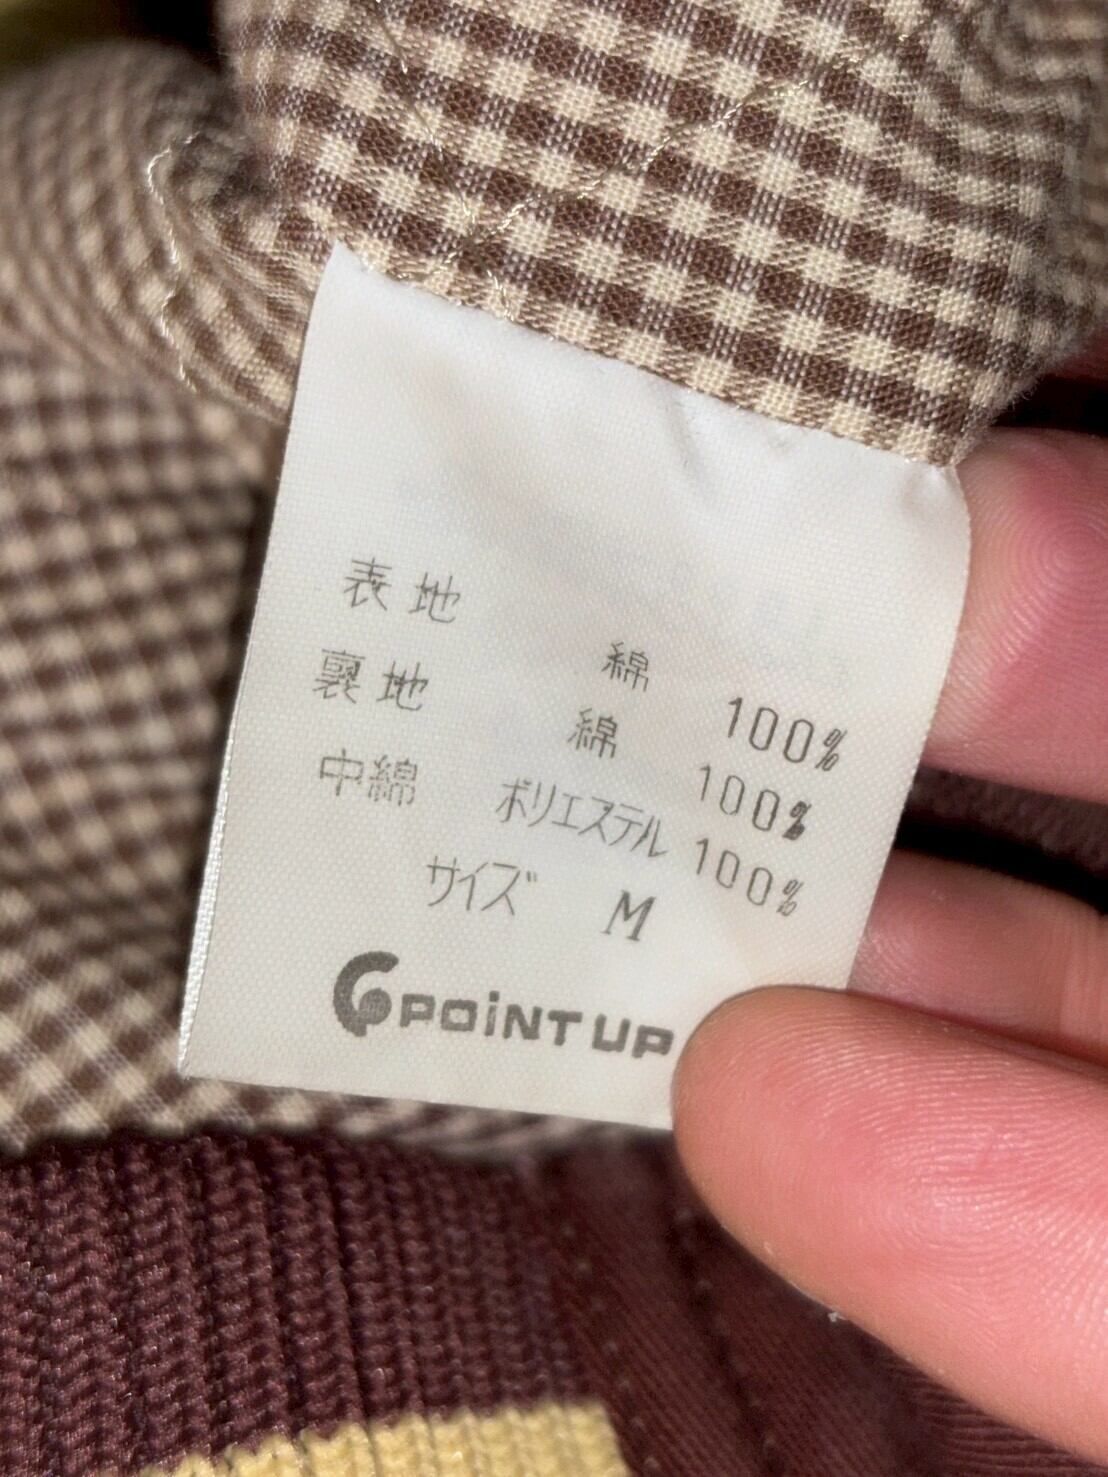 表地 綿 100%
裏地 綿 100%
中綿 ポリエステル 100%
サイズ M
POiNT UP